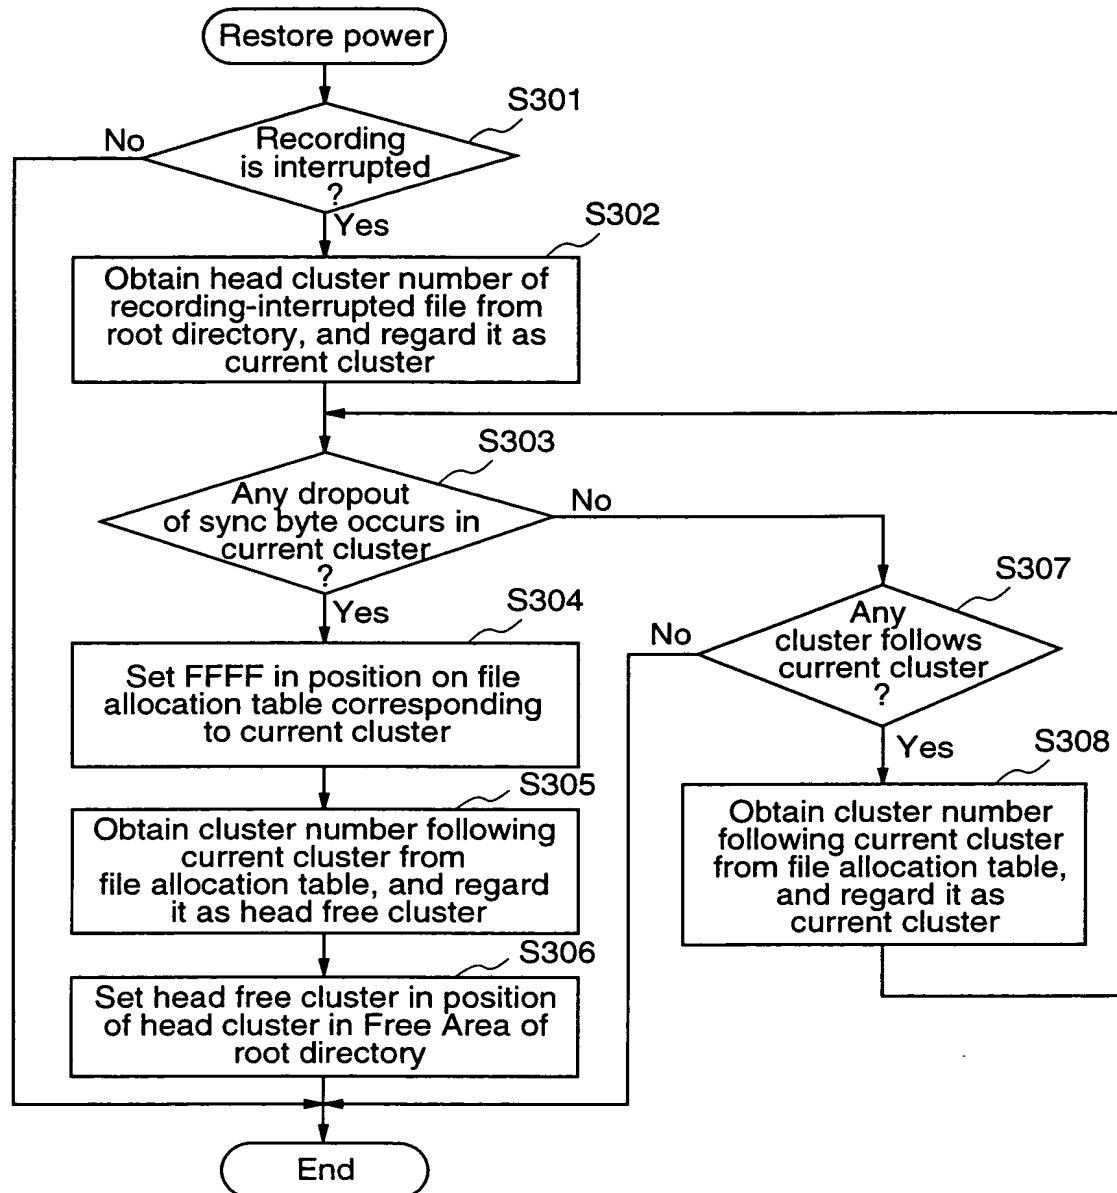 Restore power
S301
No
Recording
is interrupted
?
Yes
S302
Obtain head cluster number of
recording-interrupted file from
root directory, and regard it as
current cluster
S303
Any dropout
of sync byte occurs in
current cluster
?
No
Yes
S304
Set FFFF in position on file
allocation table corresponding
to current cluster
S305
Obtain cluster number following
current cluster from
file allocation table, and regard
it as head free cluster
S306
Set head free cluster in position
of head cluster in Free Area of
root directory
S307
Any
cluster follows
current cluster
?
No
Yes
S308
Obtain cluster number
following current cluster
from file allocation table,
and regard it as
current cluster
End